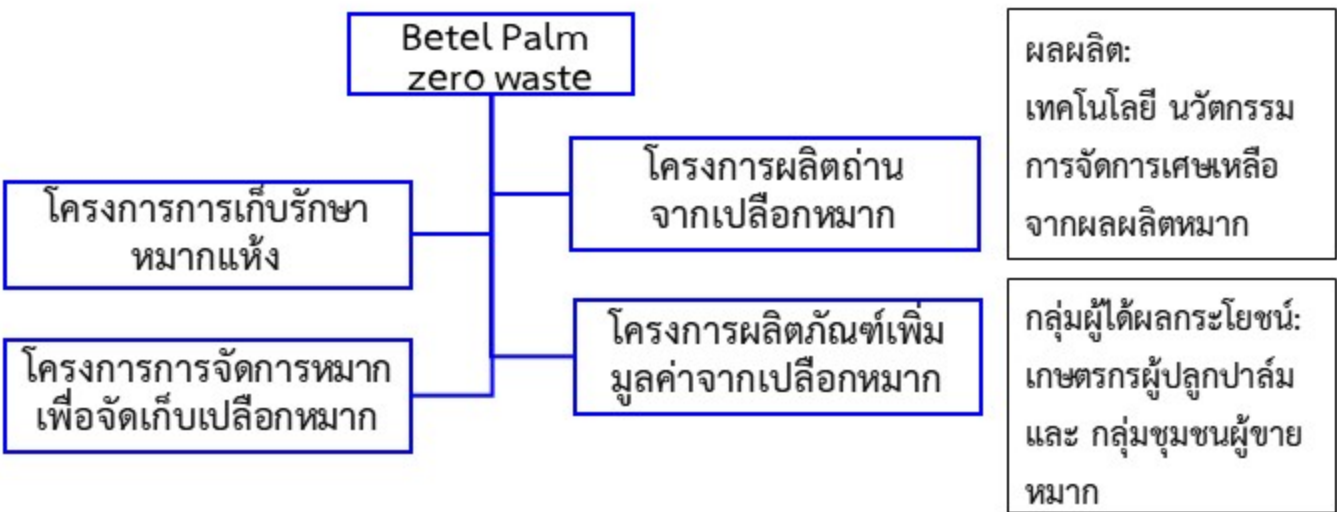 Betel Palm
zero waste
โครงการการเก็บรักษา
หมากแห้ง
โครงการการจัดการหมาก
เพื่อจัดเก็บเปลือกหมาก
โครงการผลิตถ่าน
จากเปลือกหมาก
โครงการผลิตภัณฑ์เพิ่ม
มูลค่าจากเปลือกหมาก
ผลผลิต:
เทคโนโลยี นวัตกรรม
การจัดการเศษเหลือ
จากผลผลิตหมาก
กลุ่มผู้ได้ผลกระโยชน์:
เกษตรกรผู้ปลูกปาล์ม
และ กลุ่มชุมชนผู้ขาย
หมาก